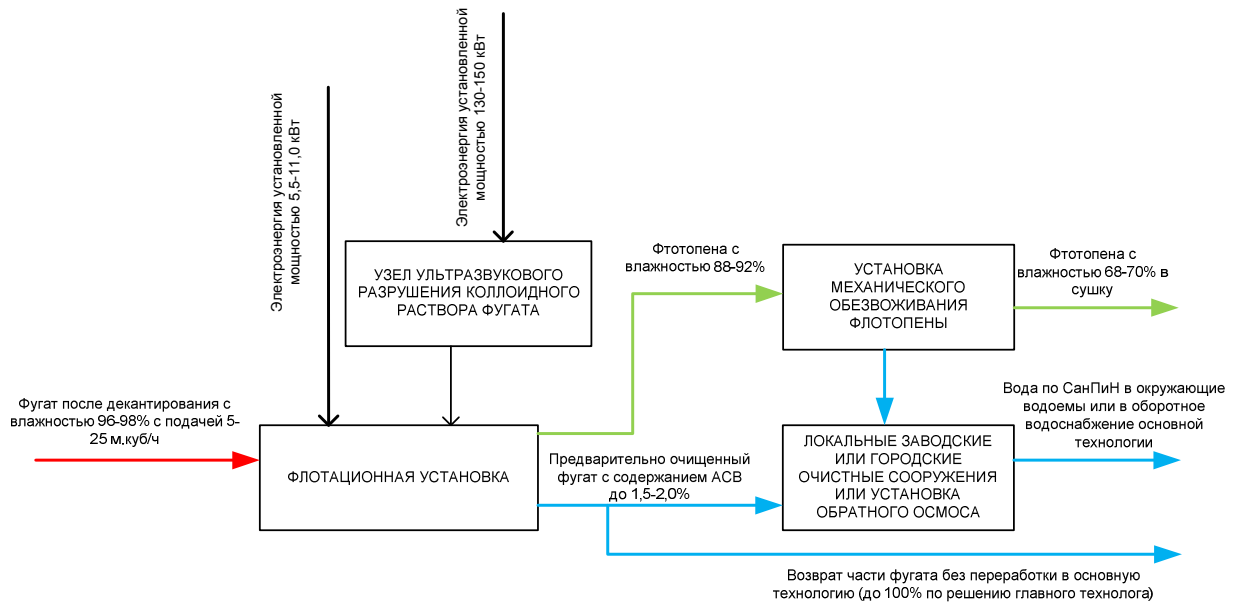 Электроэнергия установленной
мощностью 5,5-11,0 кВт
Электроэнергия установленной
мощностью 130-150 кВт
УЗЕЛ УЛЬТРАЗВУКОВОГО
РАЗРУШЕНИЯ КОЛЛОИДНОГО
РАСТВОРА ФУГАТА
Фтотопена с
влажностью 88-92%
УСТАНОВКА
МЕХАНИЧЕСКОГО
ОБЕЗВОЖИВАНИЯ
ФЛОТОПЕНЫ
Фтотопена с
влажностью 68-70% в
сушку
Фугат после декантирования с
влажностью 96-98% с подачей 5-
25 м.куб/ч
ФЛОТАЦИОННАЯ УСТАНОВКА
Предварительно очищенный
фугат с содержанием АСВ
до 1,5-2,0%
ЛОКАЛЬНЫЕ ЗАВОДСКИЕ
ИЛИ ГОРОДСКИЕ
ОЧИСТНЫЕ СООРУЖЕНИЯ
ИЛИ УСТАНОВКА
ОБРАТНОГО ОСМОСА
Вода по СанПиН в окружающие
водоемы или в оборотное
водоснабжение основной
технологии
Возврат части фугата без переработки в основную
технологию (до 100% по решению главного технолога)